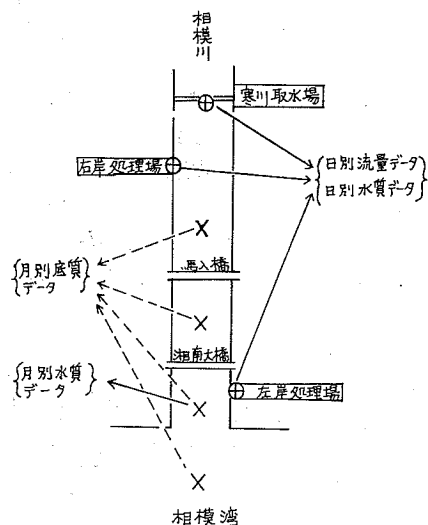 相模川
寒川取水場
右岸処理場
日別流量データ
日別水質データ
月別底質
データ
馬入橋
湘南大橋
月別水質
データ
左岸処理場
相模湾